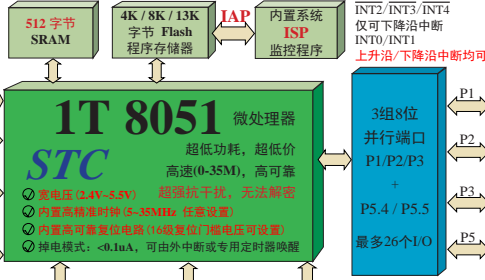 512 字节
SRAM
4K / 8K / 13K
字节 Flash
程序存储器
IAP
内置系统
ISP
监控程序
INT2/INT3/INT4
仅可下降沿中断
INT0/INT1
上升沿/下降沿中断均可
1T 8051 微处理器
超低功耗，超低价
STC
高速(0-35M)，高可靠
宽电压(2.4V~5.5V) 超强抗干扰，无法解密
内置高精准时钟(5~35MHz 任意设置)
内置高可靠复位电路(16级复位门槛电压可设置)
掉电模式：<0.1uA，可由外中断或专用定时器唤醒
3组8位
并行端口
P1/P2/P3
+
P5.4 / P5.5
最多26个I/O
P1
P2
P3
P5